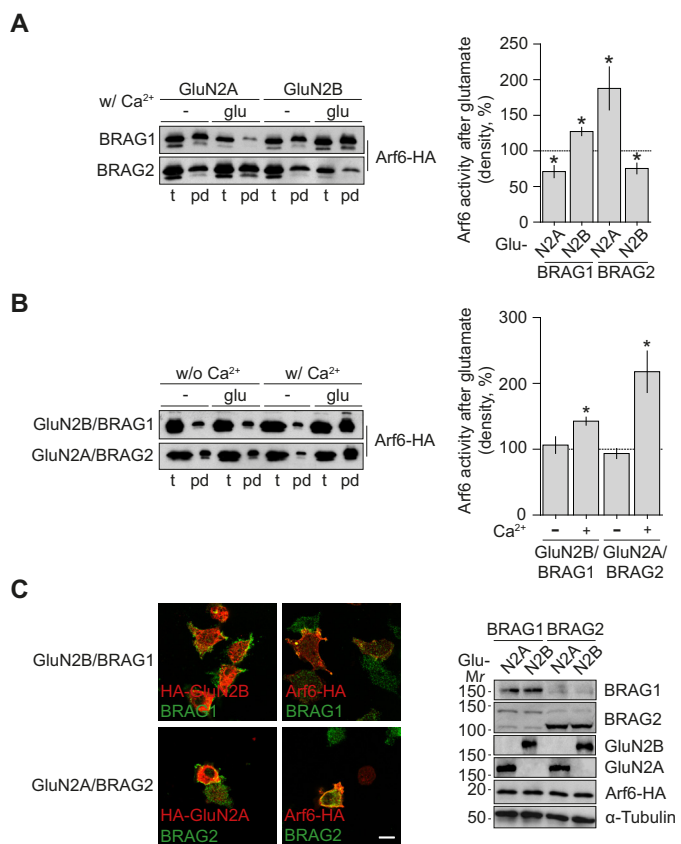 A
GluN2A GluN2B
w/ Ca²⁺ - glu - glu
BRAG1
BRAG2
Arf6-HA
t pd t pd t pd t pd
Arf6 activity after glutamate
(density, %)
250
200
150
100
50
0
* * * *
Glu- N2A N2B N2A N2B
BRAG1 BRAG2
B
w/o Ca²⁺ w/ Ca²⁺
- glu - glu
GluN2B/BRAG1
GluN2A/BRAG2
Arf6-HA
t pd t pd t pd t pd
Arf6 activity after glutamate
(density, %)
300
200
100
0
* *
Ca²⁺ − + − +
GluN2B/ GluN2A/
BRAG1 BRAG2
C
GluN2B/BRAG1
HA-GluN2B
BRAG1
Arf6-HA
BRAG1
GluN2A/BRAG2
HA-GluN2A
BRAG2
Arf6-HA
BRAG2
BRAG1 BRAG2
Glu- N2A N2B N2A N2B
Mr
150 BRAG1
150
100 BRAG2
150 GluN2B
150 GluN2A
20 Arf6-HA
50 α-Tubulin